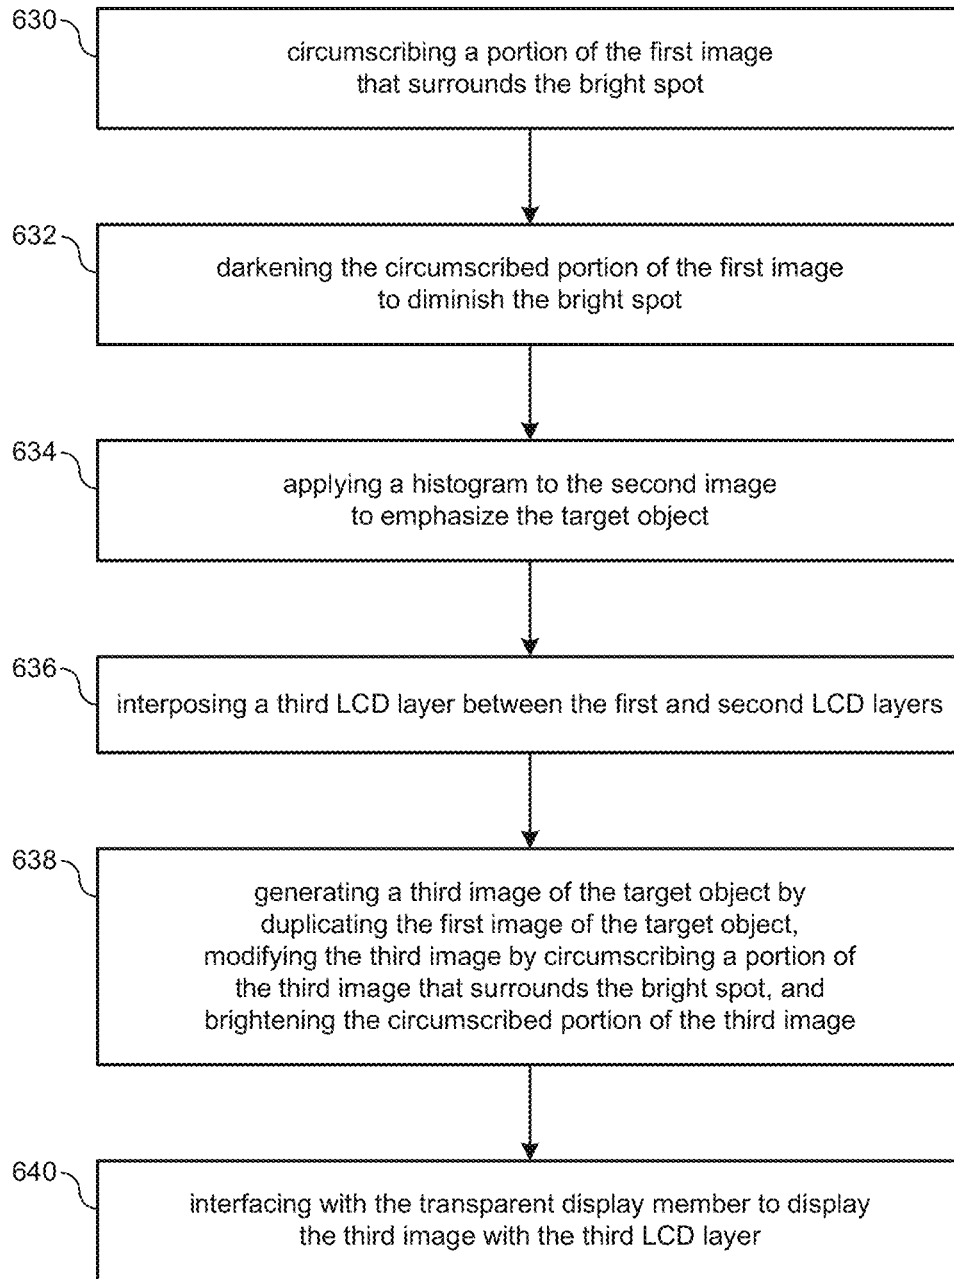 630
circumscribing a portion of the first image
that surrounds the bright spot
632
darkening the circumscribed portion of the first image
to diminish the bright spot
634
applying a histogram to the second image
to emphasize the target object
636
interposing a third LCD layer between the first and second LCD layers
638
generating a third image of the target object by
duplicating the first image of the target object,
modifying the third image by circumscribing a portion of
the third image that surrounds the bright spot, and
brightening the circumscribed portion of the third image
640
interfacing with the transparent display member to display
the third image with the third LCD layer